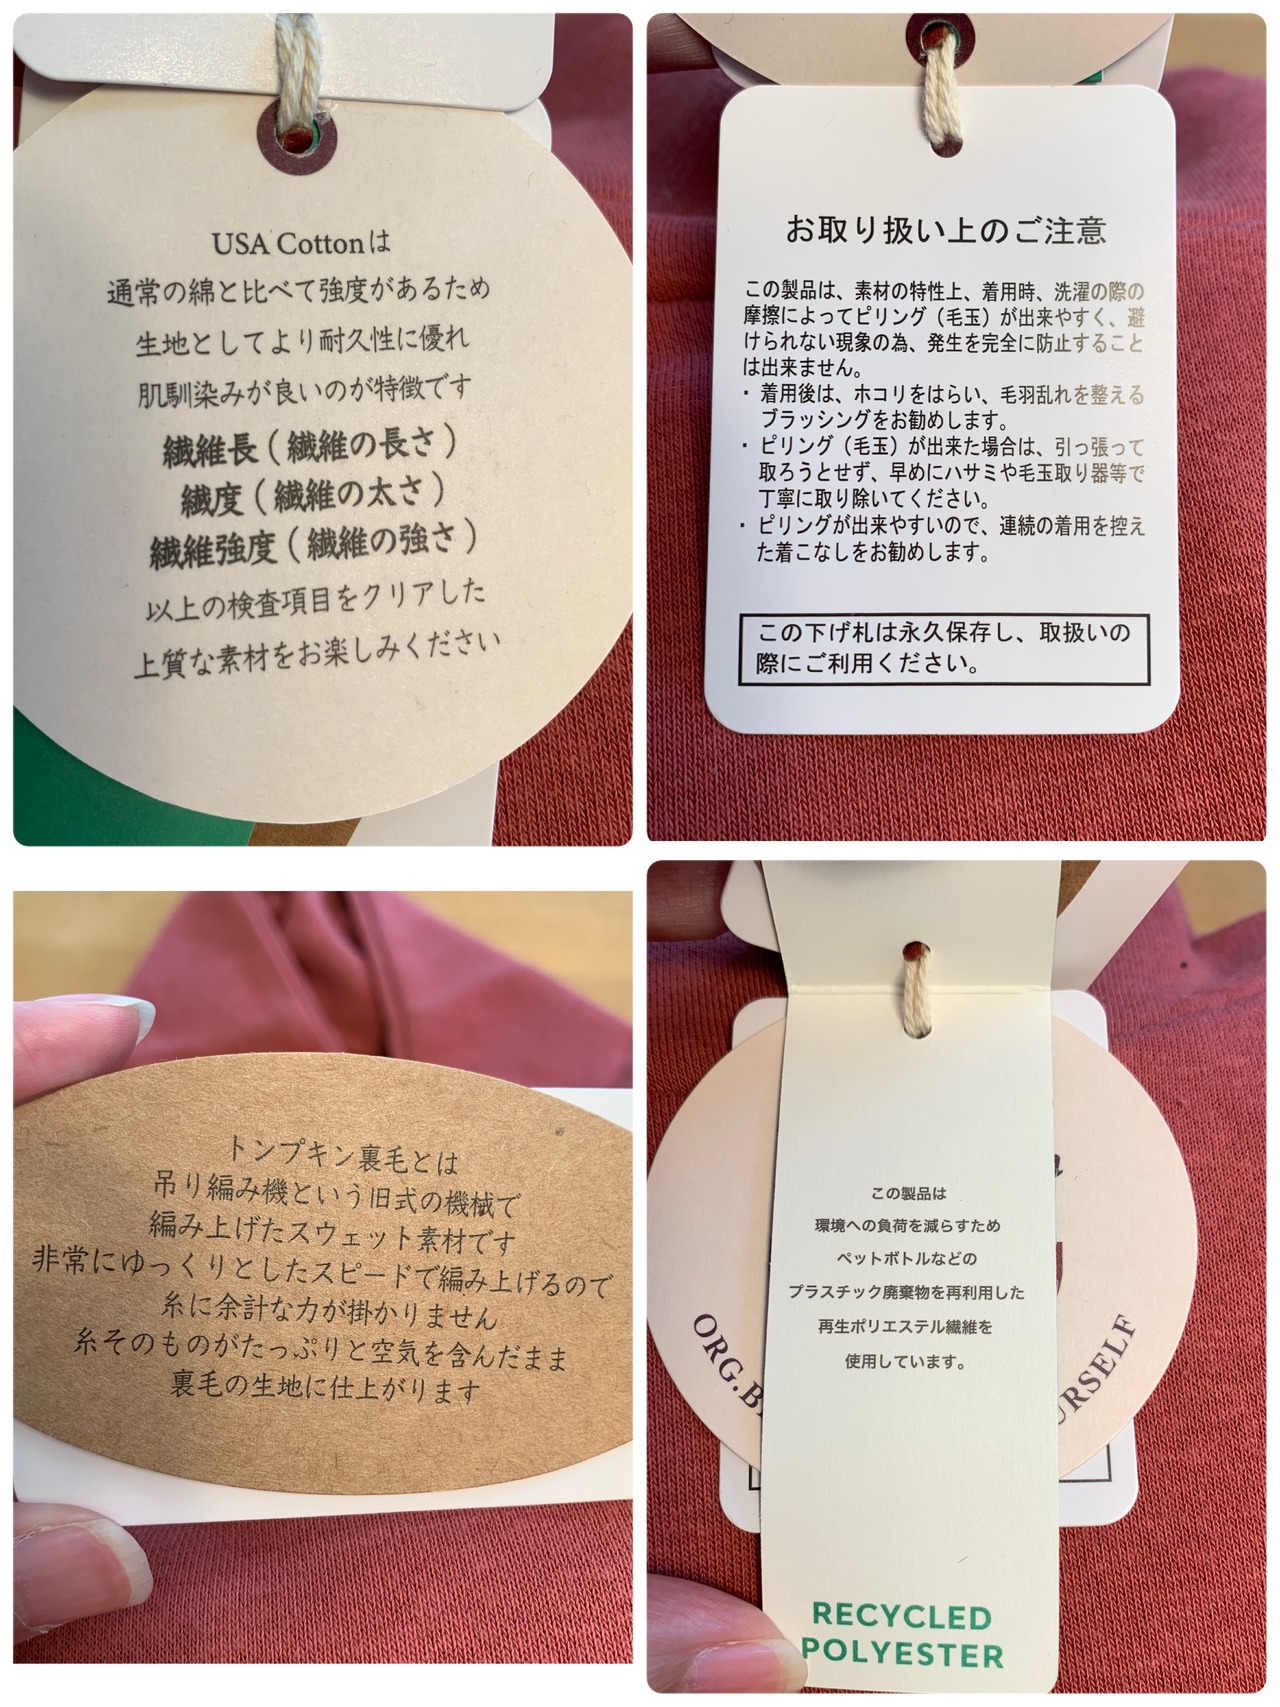 USA Cottonは
通常の綿と比べて強度があるため
生地としてより耐久性に優れ
肌馴染みが良いのが特徴です
繊維長(繊維の長さ)
繊度(繊維の太さ)
繊維強度(繊維の強さ)
以上の検査項目をクリアした
上質な素材をお楽しみください
お取り扱い上のご注意
この製品は、素材の特性上、着用時、洗濯の際の
摩擦によってピリング（毛玉）が出来やすく、避
けられない現象の為、発生を完全に防止すること
は出来ません。
・着用後は、ホコリをはらい、毛羽乱れを整える
ブラッシングをお勧めします。
・ピリング（毛玉）が出来た場合は、引っ張って
取ろうとせず、早めにハサミや毛玉取り器等で
丁寧に取り除いてください。
・ピリングが出来やすいので、連続の着用を控え
た着こなしをお勧めします。
この下げ札は永久保存し、取扱いの
際にご利用ください。
トンプキン裏毛とは
吊り編み機という旧式の機械で
編み上げたスウェット素材です
非常にゆっくりとしたスピードで編み上げるので
糸に余計な力が掛かりません
糸そのものがたっぷりと空気を含んだまま
裏毛の生地に仕上がります
この製品は
環境への負荷を減らすため
ペットボトルなどの
プラスチック廃棄物を再利用した
再生ポリエステル繊維を
使用しています。
ORG.B
URSELF
RECYCLED
POLYESTER